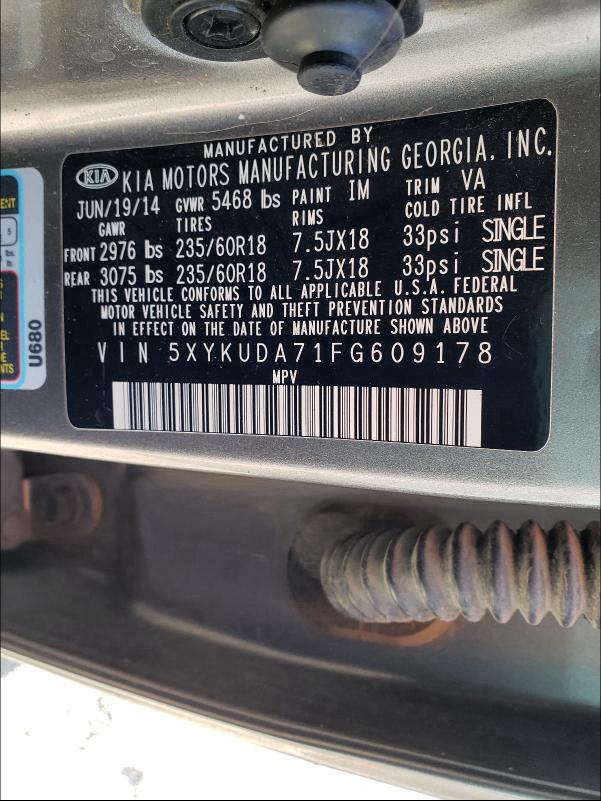 MANUFACTURED BY
KIA KIA MOTORS MANUFACTURING GEORGIA, INC.
JUN/19/14 GVWR 5468 lbs PAINT IM TRIM VA
GAWR TIRES RIMS COLD TIRE INFL
FRONT 2976 lbs 235/60R18 7.5JX18 33psi SINGLE
REAR 3075 lbs 235/60R18 7.5JX18 33psi SINGLE
THIS VEHICLE CONFORMS TO ALL APPLICABLE U.S.A. FEDERAL
MOTOR VEHICLE SAFETY AND THEFT PREVENTION STANDARDS
IN EFFECT ON THE DATE OF MANUFACTURE SHOWN ABOVE
VIN 5XYKUDA71FG609178
MPV
U680